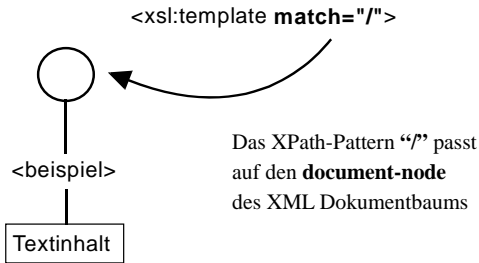 <xsl:template match="/">
Das XPath-Pattern “/” passt
auf den document-node
des XML Dokumentbaums
<beispiel>
Textinhalt